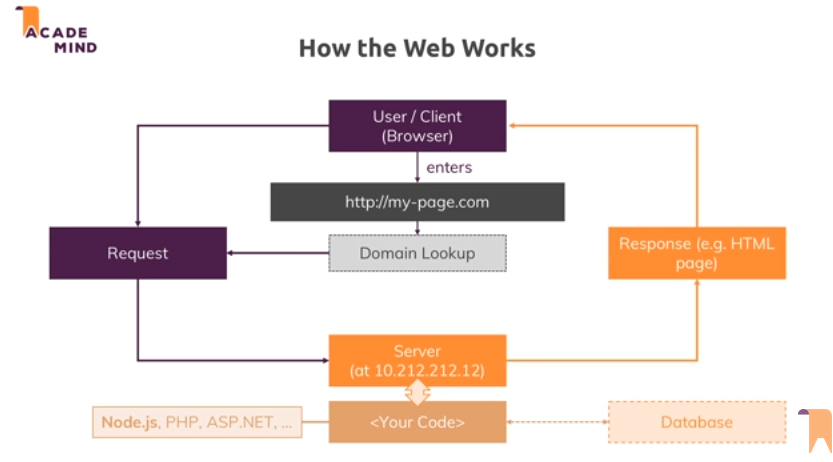 ACADE
MIND
How the Web Works
User / Client
(Browser)
enters
http://my-page.com
Request
Domain Lookup
Response (e.g. HTML
page)
Server
(at 10.212.212.12)
Node.js, PHP, ASP.NET, ...
<Your Code>
Database